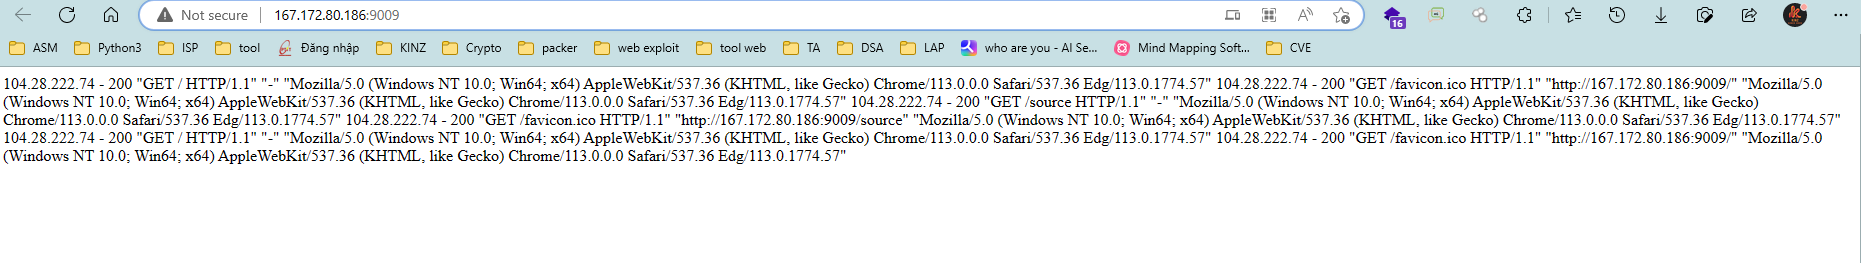 Not secure 167.172.80.186:9009
16
ASM Python3 ISP tool Đăng nhập KINZ Crypto packer web exploit tool web TA DSA LAP who are you - AI Se... Mind Mapping Soft... CVE
104.28.222.74 - 200 "GET / HTTP/1.1" "-" "Mozilla/5.0 (Windows NT 10.0; Win64; x64) AppleWebKit/537.36 (KHTML, like Gecko) Chrome/113.0.0.0 Safari/537.36 Edg/113.0.1774.57" 104.28.222.74 - 200 "GET /favicon.ico HTTP/1.1" "http://167.172.80.186:9009/" "Mozilla/5.0
(Windows NT 10.0; Win64; x64) AppleWebKit/537.36 (KHTML, like Gecko) Chrome/113.0.0.0 Safari/537.36 Edg/113.0.1774.57" 104.28.222.74 - 200 "GET /source HTTP/1.1" "-" "Mozilla/5.0 (Windows NT 10.0; Win64; x64) AppleWebKit/537.36 (KHTML, like Gecko)
Chrome/113.0.0.0 Safari/537.36 Edg/113.0.1774.57" 104.28.222.74 - 200 "GET /favicon.ico HTTP/1.1" "http://167.172.80.186:9009/source" "Mozilla/5.0 (Windows NT 10.0; Win64; x64) AppleWebKit/537.36 (KHTML, like Gecko) Chrome/113.0.0.0 Safari/537.36 Edg/113.0.1774.57"
104.28.222.74 - 200 "GET / HTTP/1.1" "-" "Mozilla/5.0 (Windows NT 10.0; Win64; x64) AppleWebKit/537.36 (KHTML, like Gecko) Chrome/113.0.0.0 Safari/537.36 Edg/113.0.1774.57" 104.28.222.74 - 200 "GET /favicon.ico HTTP/1.1" "http://167.172.80.186:9009/" "Mozilla/5.0
(Windows NT 10.0; Win64; x64) AppleWebKit/537.36 (KHTML, like Gecko) Chrome/113.0.0.0 Safari/537.36 Edg/113.0.1774.57"